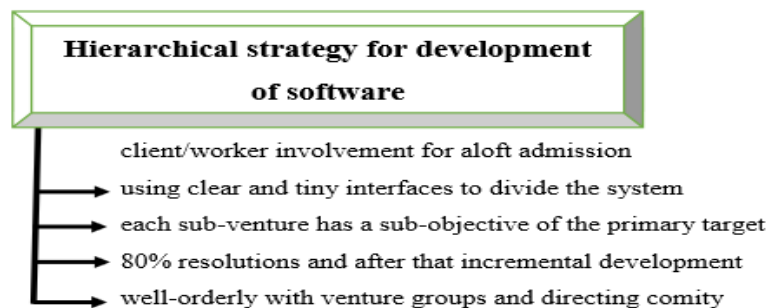 Hierarchical strategy for development
of software
client/worker involvement for aloft admission
using clear and tiny interfaces to divide the system
each sub-venture has a sub-objective of the primary target
80% resolutions and after that incremental development
well-orderly with venture groups and directing comity